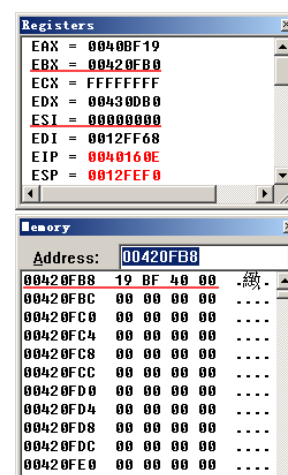 Registers
EAX = 0040BF19
EBX = 00420FB0
ECX = FFFFFFFF
EDX = 00430DB0
ESI = 00000000
EDI = 0012FF68
EIP = 0040160E
ESP = 0012FEF0
Memory
Address: 00420FB8
00420FB8 19 BF 40 00 .緻.
00420FBC 00 00 00 00 ....
00420FC0 00 00 00 00 ....
00420FC4 00 00 00 00 ....
00420FC8 00 00 00 00 ....
00420FCC 00 00 00 00 ....
00420FD0 00 00 00 00 ....
00420FD4 00 00 00 00 ....
00420FD8 00 00 00 00 ....
00420FDC 00 00 00 00 ....
00420FE0 00 00 00 00 ....